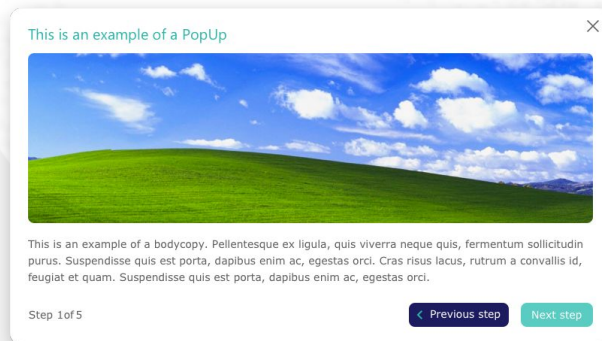 This is an example of a PopUp
This is an example of a bodycopy. Pellentesque ex ligula, quis viverra neque quis, fermentum sollicitudin
purus. Suspendisse quis est porta, dapibus enim ac, egestas orci. Cras risus lacus, rutrum a convallis id,
feugiat et quam. Suspendisse quis est porta, dapibus enim ac, egestas orci.
Step 1of 5
Previous step
Next step